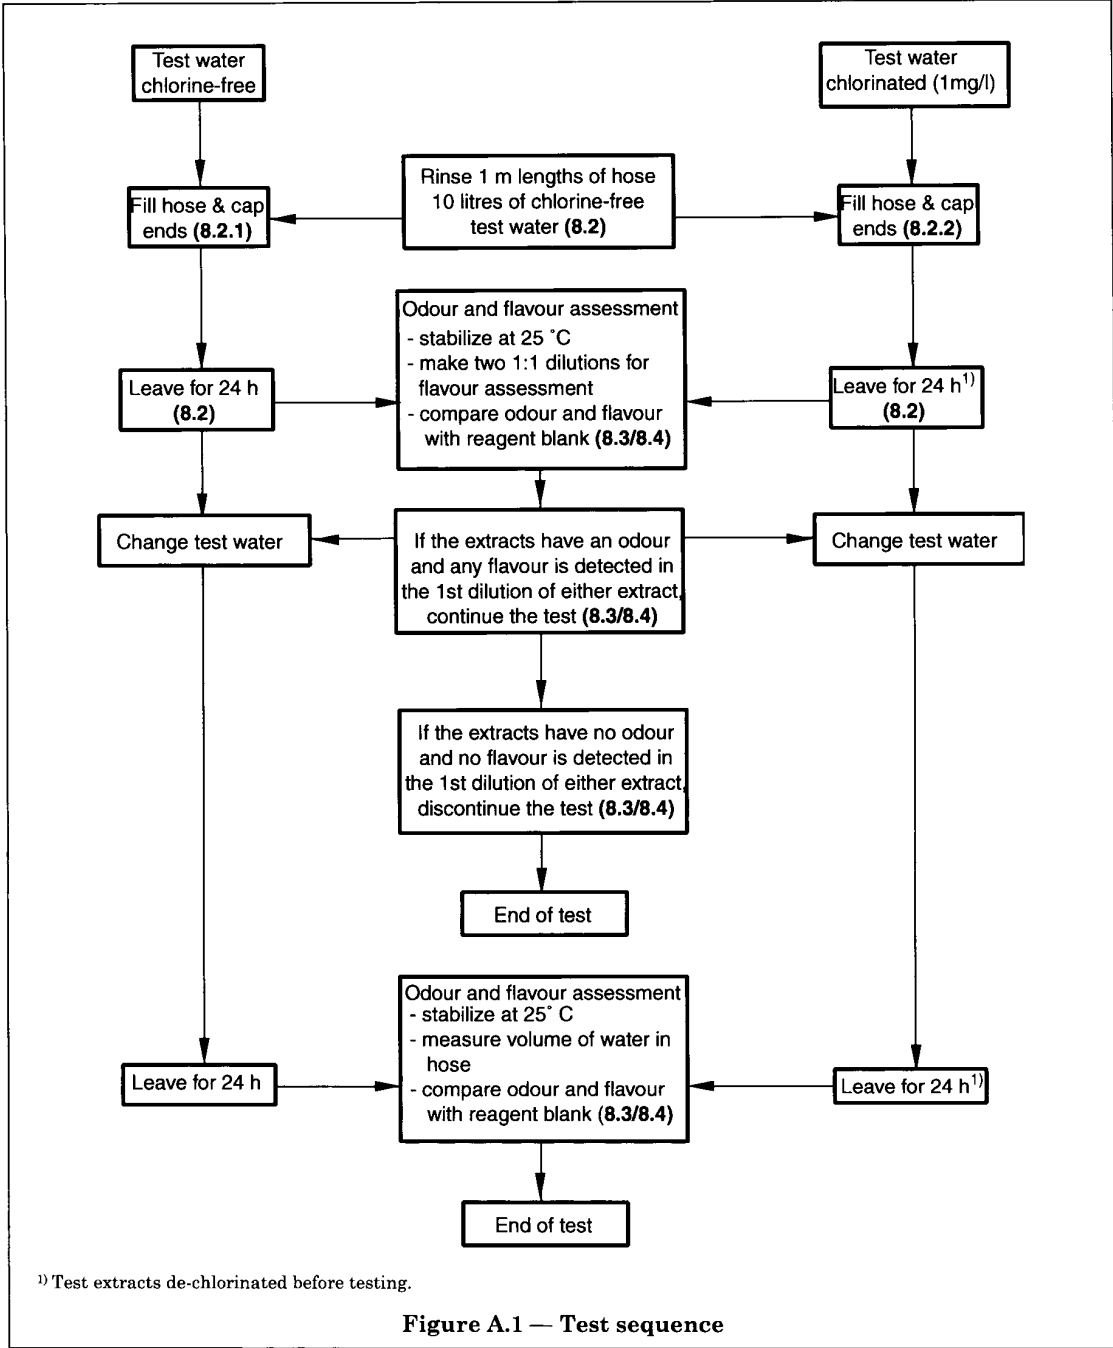 Test water
chlorine-free
Test water
chlorinated (1mg/l)
Rinse 1 m lengths of hose
10 litres of chlorine-free
test water (8.2)
Fill hose & cap
ends (8.2.1)
Fill hose & cap
ends (8.2.2)
Odour and flavour assessment
- stabilize at 25 ˚C
- make two 1:1 dilutions for
flavour assessment
- compare odour and flavour
with reagent blank (8.3/8.4)
Leave for 24 h
(8.2)
Leave for 24 h1)
(8.2)
Change test water
If the extracts have an odour
and any flavour is detected in
the 1st dilution of either extract,
continue the test (8.3/8.4)
Change test water
If the extracts have no odour
and no flavour is detected in
the 1st dilution of either extract,
discontinue the test (8.3/8.4)
End of test
Odour and flavour assessment
- stabilize at 25˚ C
- measure volume of water in
hose
- compare odour and flavour
with reagent blank (8.3/8.4)
Leave for 24 h
Leave for 24 h1)
End of test
1) Test extracts de-chlorinated before testing.
Figure A.1 — Test sequence